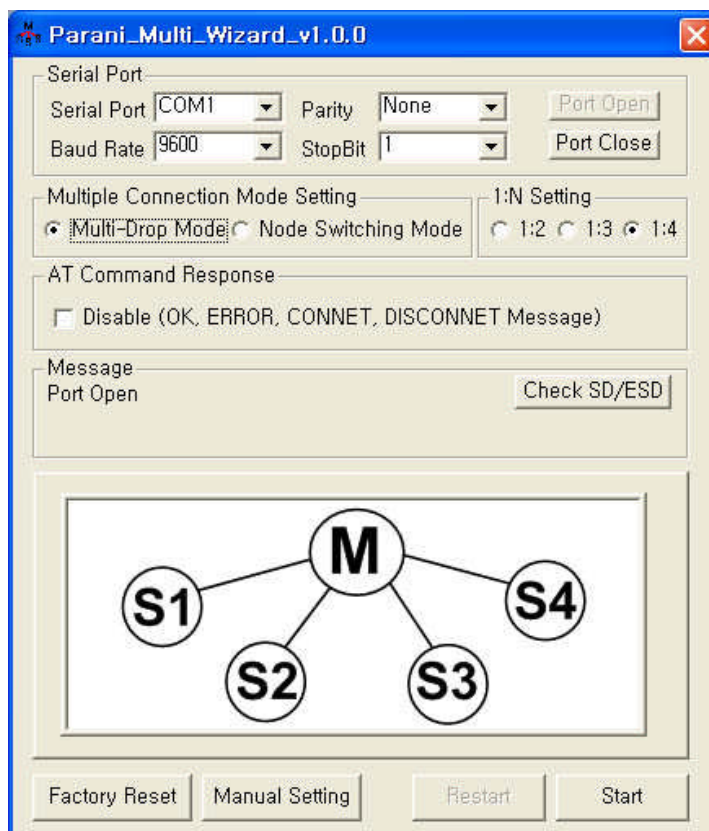 Parani_Multi_Wizard_v1.0.0
Serial Port
Serial Port COM1 Parity None Port Open
Baud Rate 9600 StopBit 1 Port Close
Multiple Connection Mode Setting 1:N Setting
Multi-Drop Mode Node Switching Mode 1:2 1:3 1:4
AT Command Response
Disable (OK, ERROR, CONNET, DISCONNET Message)
Message
Port Open Check SD/ESD
M
S1 S4
S2 S3
Factory Reset Manual Setting Restart Start